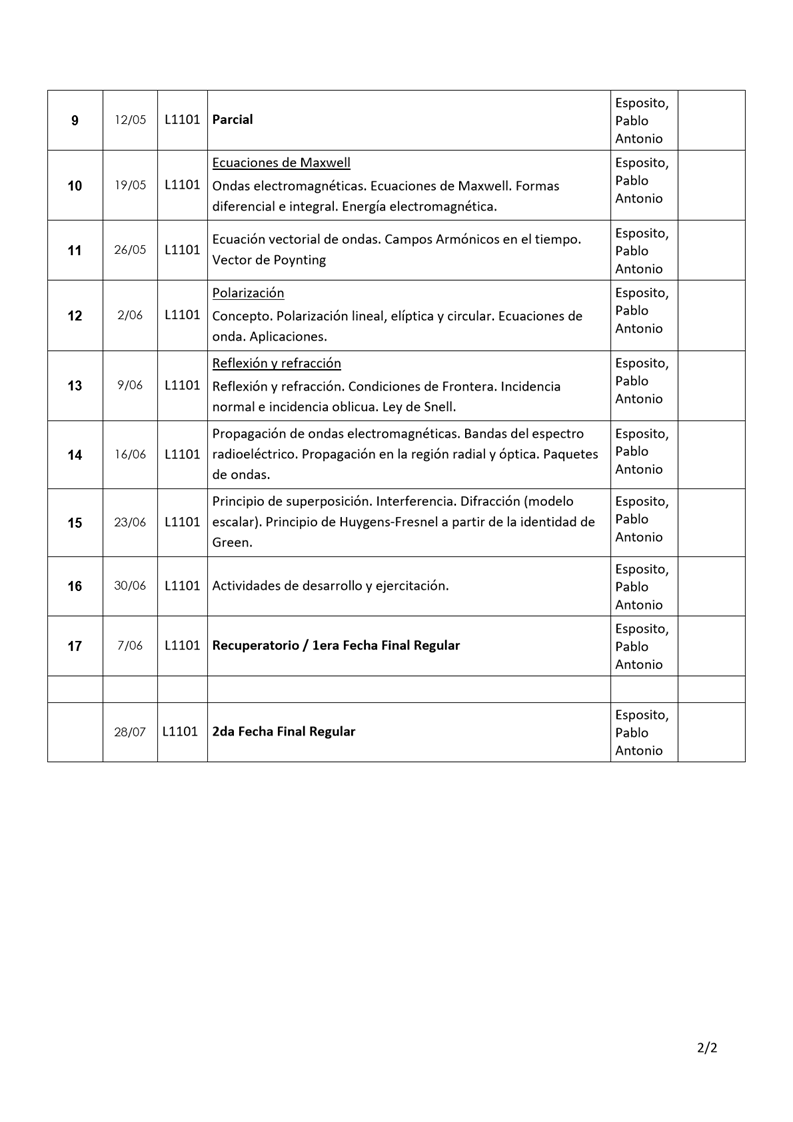 9 12/05 L1101 Parcial Esposito,
Pablo
Antonio
10 19/05 L1101 Ecuaciones de Maxwell
Ondas electromagnéticas. Ecuaciones de Maxwell. Formas
diferencial e integral. Energía electromagnética.
Esposito,
Pablo
Antonio
11 26/05 L1101 Ecuación vectorial de ondas. Campos Armónicos en el tiempo.
Vector de Poynting
Esposito,
Pablo
Antonio
12 2/06 L1101 Polarización
Concepto. Polarización lineal, elíptica y circular. Ecuaciones de
onda. Aplicaciones.
Esposito,
Pablo
Antonio
13 9/06 L1101 Reflexión y refracción
Reflexión y refracción. Condiciones de Frontera. Incidencia
normal e incidencia oblicua. Ley de Snell.
Esposito,
Pablo
Antonio
14 16/06 L1101 Propagación de ondas electromagnéticas. Bandas del espectro
radioeléctrico. Propagación en la región radial y óptica. Paquetes
de ondas.
Esposito,
Pablo
Antonio
15 23/06 L1101 Principio de superposición. Interferencia. Difracción (modelo
escalar). Principio de Huygens-Fresnel a partir de la identidad de
Green.
Esposito,
Pablo
Antonio
16 30/06 L1101 Actividades de desarrollo y ejercitación.
Esposito,
Pablo
Antonio
17 7/06 L1101 Recuperatorio / 1era Fecha Final Regular
Esposito,
Pablo
Antonio
28/07 L1101 2da Fecha Final Regular
Esposito,
Pablo
Antonio
2/2